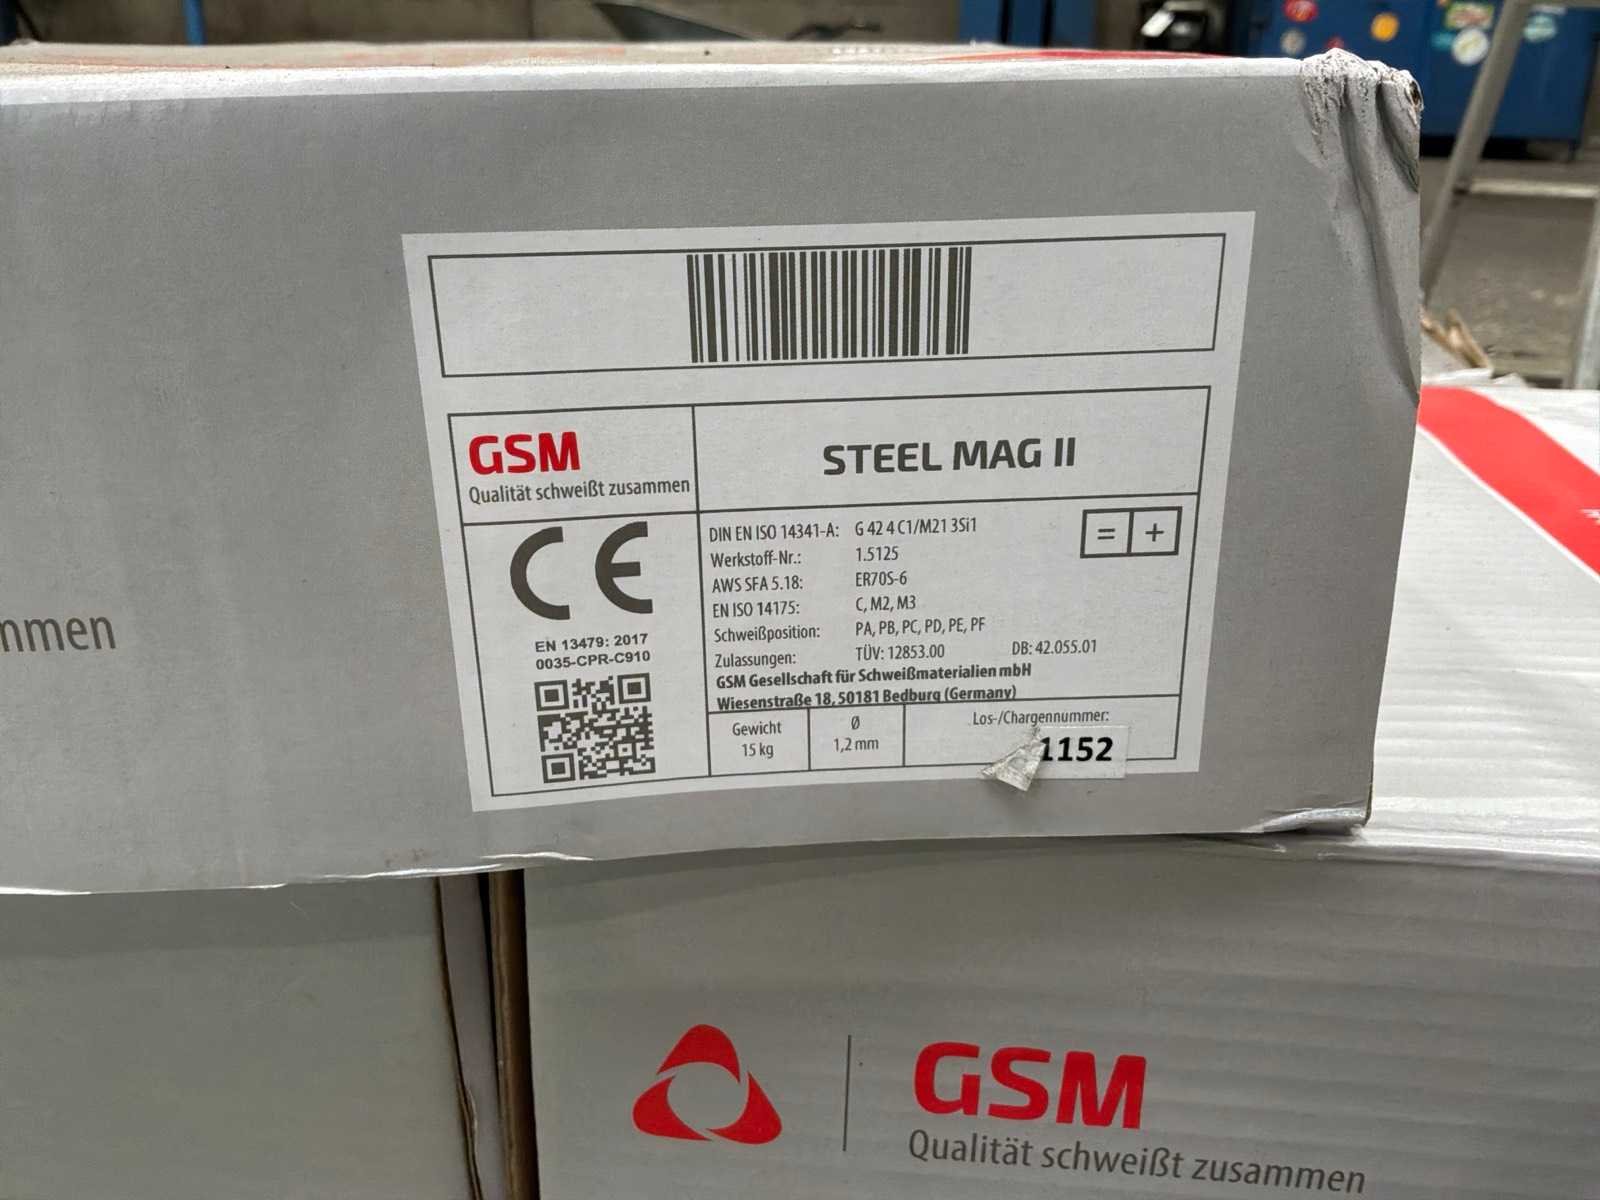 GSM
Qualität schweißt zusammen
STEEL MAG II
CE
EN 13479: 2017
0035-CPR-C910
DIN EN ISO 14341-A: G 42 4 C1/M21 3Si1
= +
Werkstoff-Nr.: 1.5125
AWS SFA 5.18: ER70S-6
EN ISO 14175: C, M2, M3
Schweißposition: PA, PB, PC, PD, PE, PF
Zulassungen: TÜV: 12853.00 DB: 42.055.01
GSM Gesellschaft für Schweißmaterialien mbH
Wiesenstraße 18, 50181 Bedburg (Germany)
Gewicht
15 kg
Ø
1,2 mm
Los-/Chargennummer:
1152
mmen
GSM
Qualität schweißt zusammen